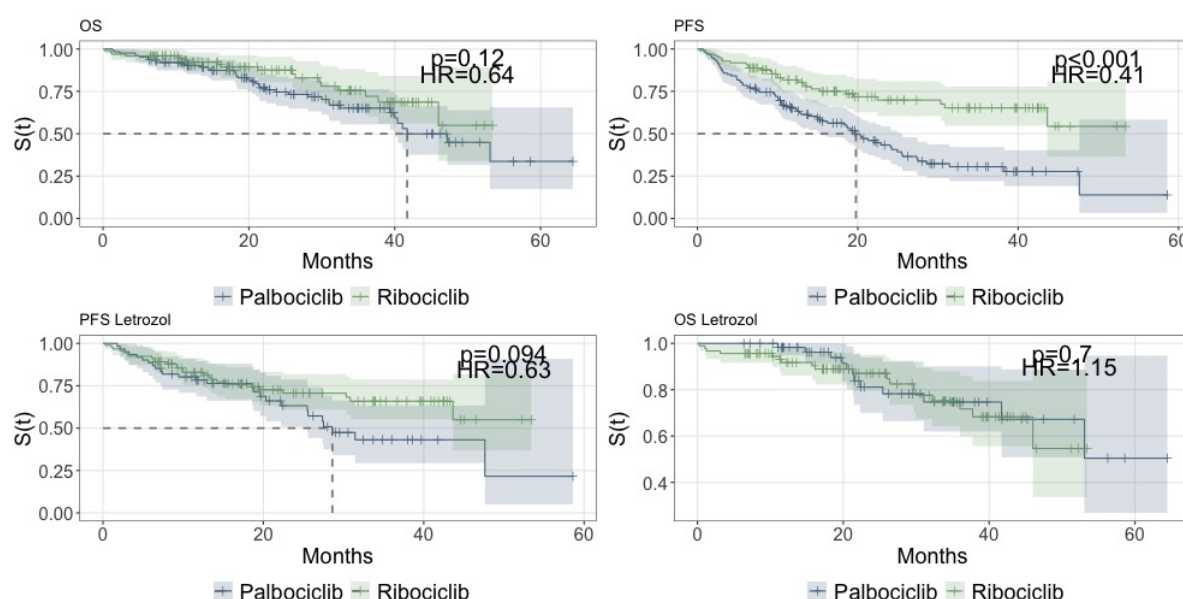 OS
1.00
0.75
0.50
0.25
0.00
S(t)
p=0.12
HR=0.64
0 20 40 60
Months
Palbociclib Ribociclib
PFS
1.00
0.75
0.50
0.25
0.00
S(t)
p<0.001
HR=0.41
0 20 40 60
Months
Palbociclib Ribociclib
PFS Letrozol
1.00
0.75
0.50
0.25
0.00
S(t)
p=0.094
HR=0.63
0 20 40 60
Months
Palbociclib Ribociclib
OS Letrozol
1.0
0.8
0.6
0.4
S(t)
p=0.7
HR=1.15
0 20 40 60
Months
Palbociclib Ribociclib